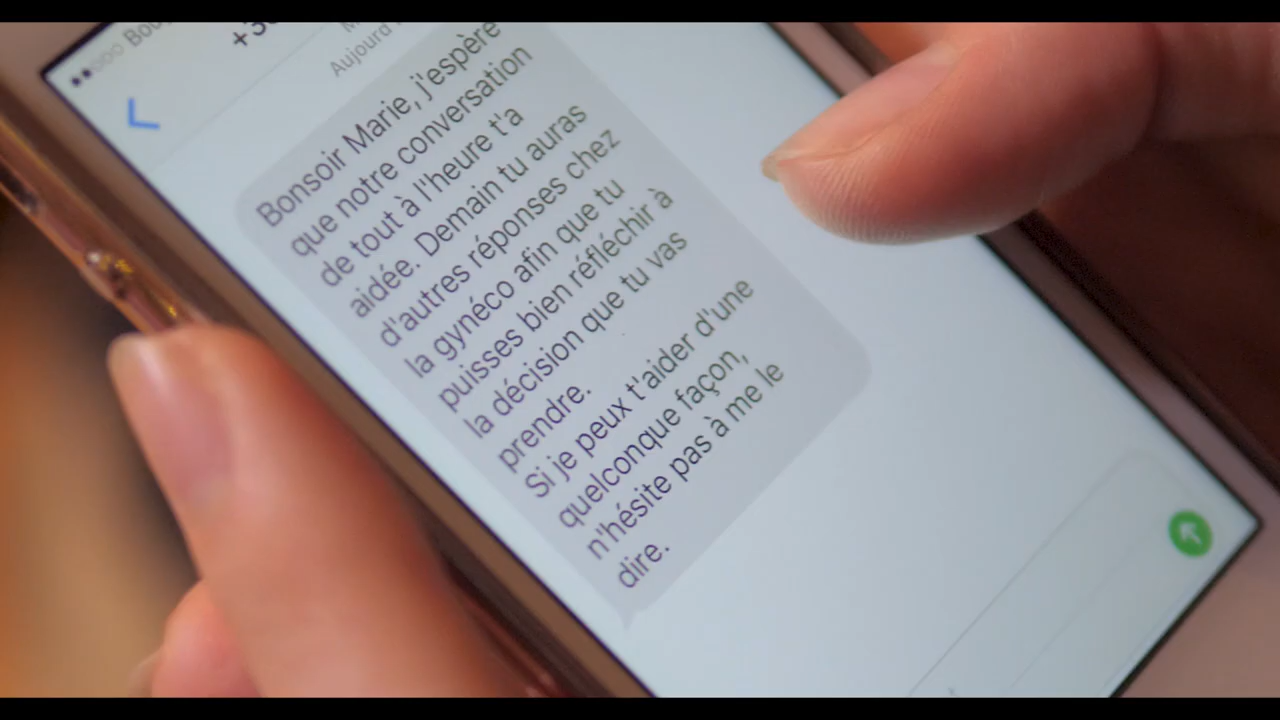 +3
Aujourd
Bonsoir Marie, j'espère
que notre conversation
de tout à l'heure t'a
aidée. Demain tu auras
d'autres réponses chez
la gynéco afin que tu
puisses bien réfléchir à
la décision que tu vas
prendre.
Si je peux t'aider d'une
quelconque façon,
n'hésite pas à me le
dire.